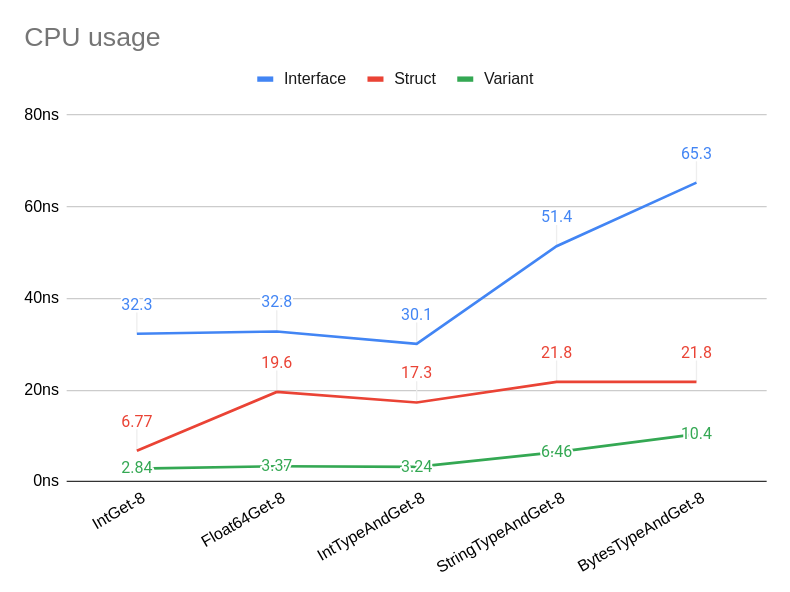 CPU usage
Interface Struct Variant
80ns
65.3
60ns
51.4
40ns
32.3 32.8 30.1
21.8 21.8
19.6 17.3
20ns
6.77
10.4
6.46
2.84 3.37 3.24
0ns
IntGet-8 Float64Get-8 IntTypeAndGet-8 StringTypeAndGet-8 BytesTypeAndGet-8